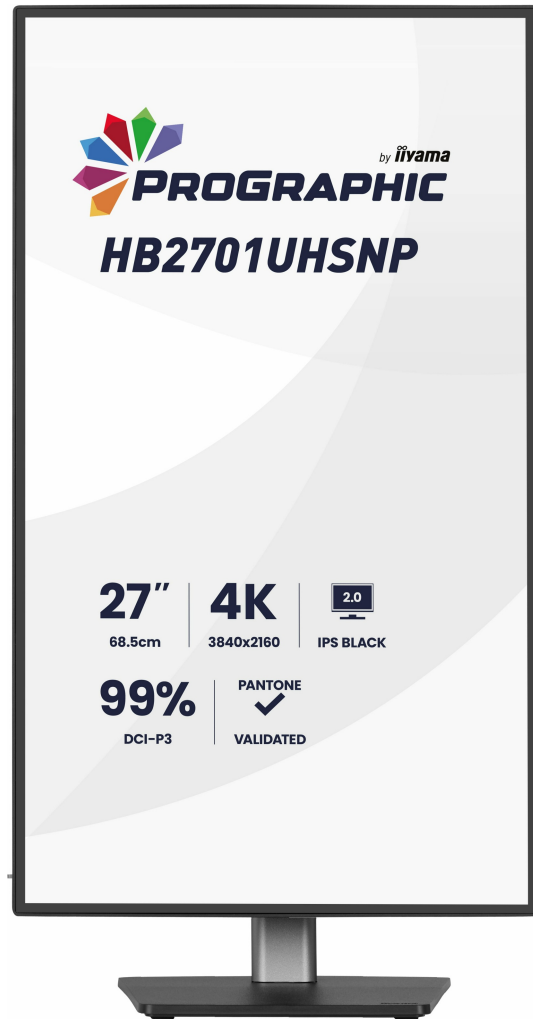 by iiyama
PROGRAPHIC
HB2701UHSNP
27″ 4K 2.0
68.5cm 3840x2160 IPS BLACK
99% PANTONE
DCI-P3 VALIDATED